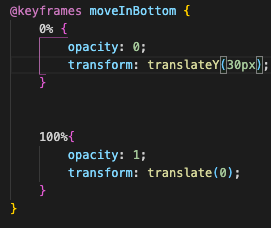 @keyframes moveInBottom {
0% {
opacity: 0;
transform: translateY(30px);
}
100%{
opacity: 1;
transform: translate(0);
}
}